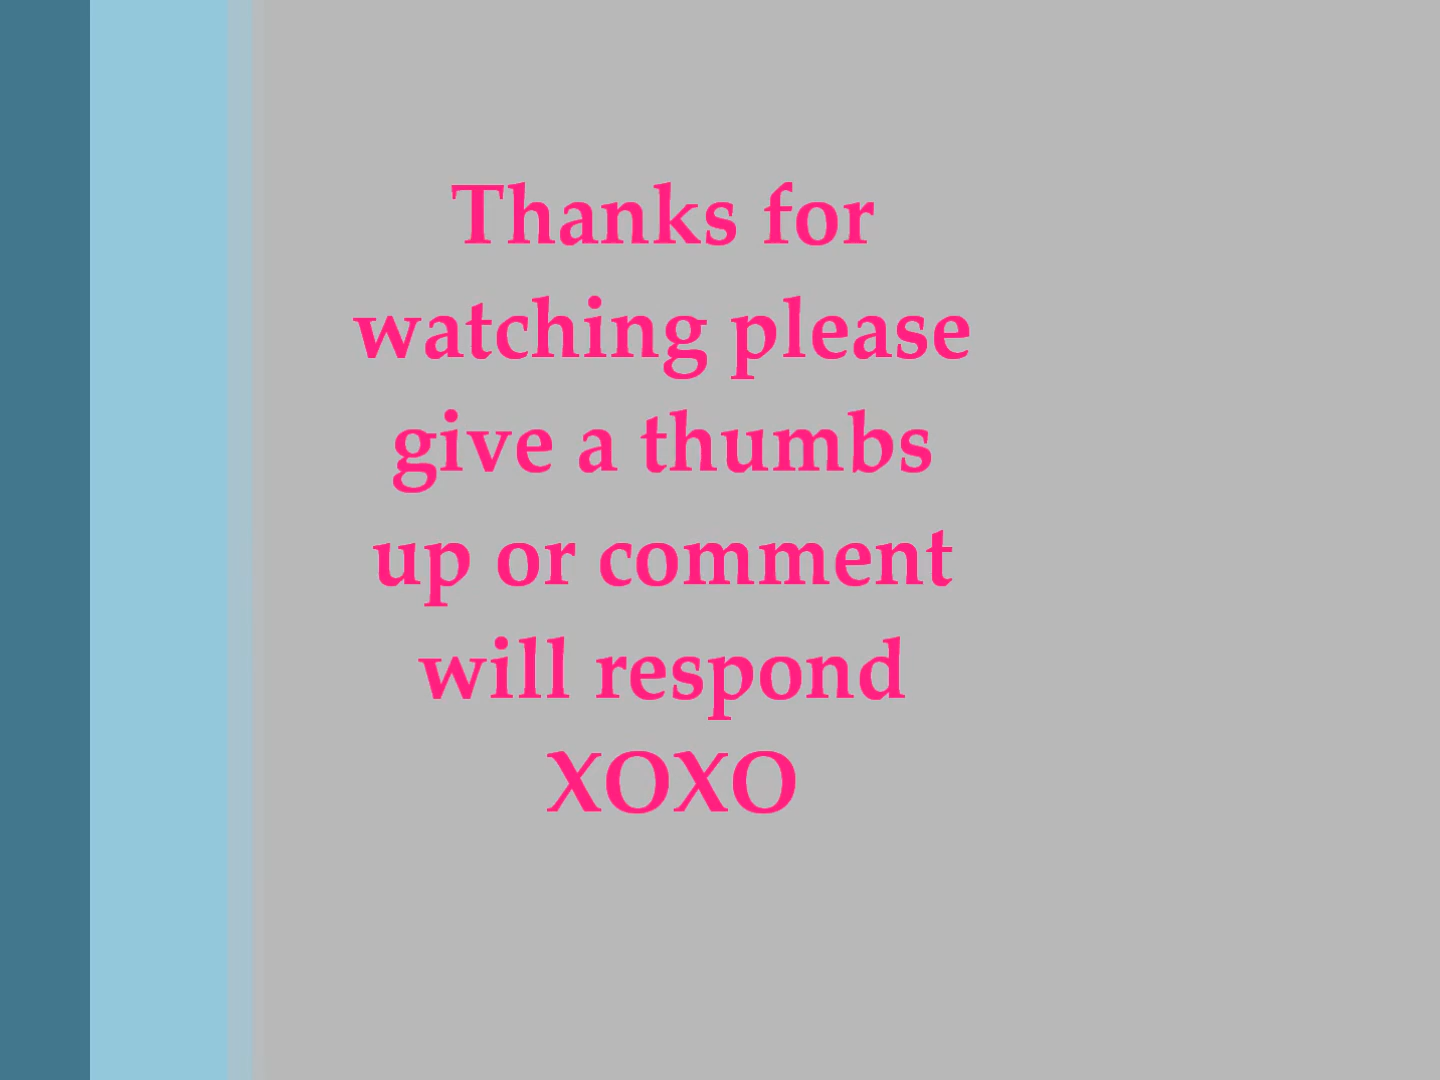 Thanks for
watching please
give a thumbs
up or comment
will respond
XOXO